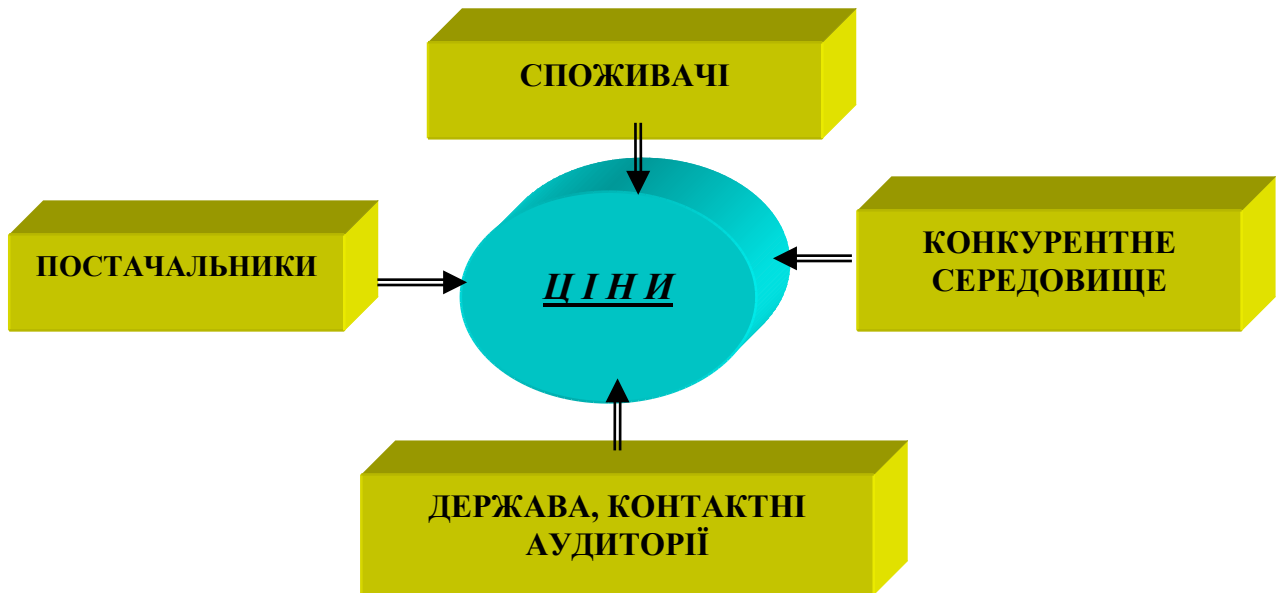 СПОЖИВАЧІ
ПОСТАЧАЛЬНИКИ
Ц І Н И
КОНКУРЕНТНЕ
СЕРЕДОВИЩЕ
ДЕРЖАВА, КОНТАКТНІ
АУДИТОРІЇ